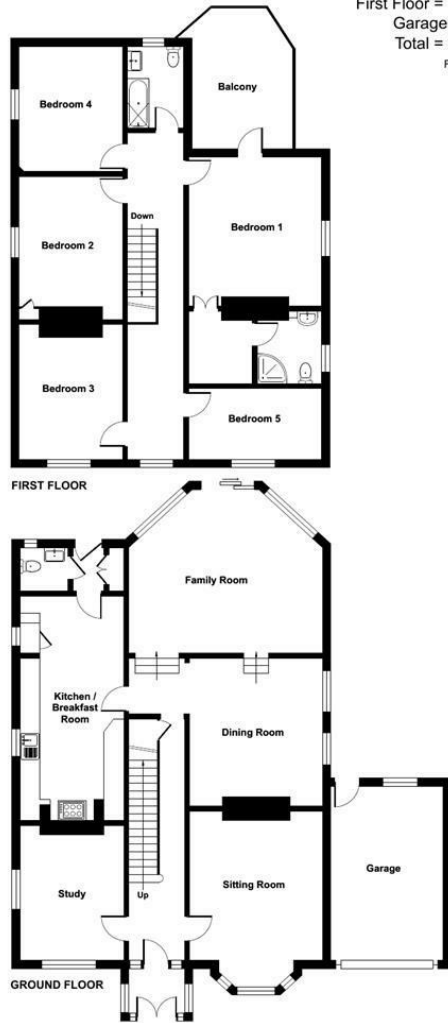 First Floor =
Garage
Total =
Bedroom 4
Balcony
Down
Bedroom 2
Bedroom 1
Bedroom 3
Bedroom 5
FIRST FLOOR
Family Room
Kitchen /
Breakfast
Room
Dining Room
Study
Up
Sitting Room
Garage
GROUND FLOOR